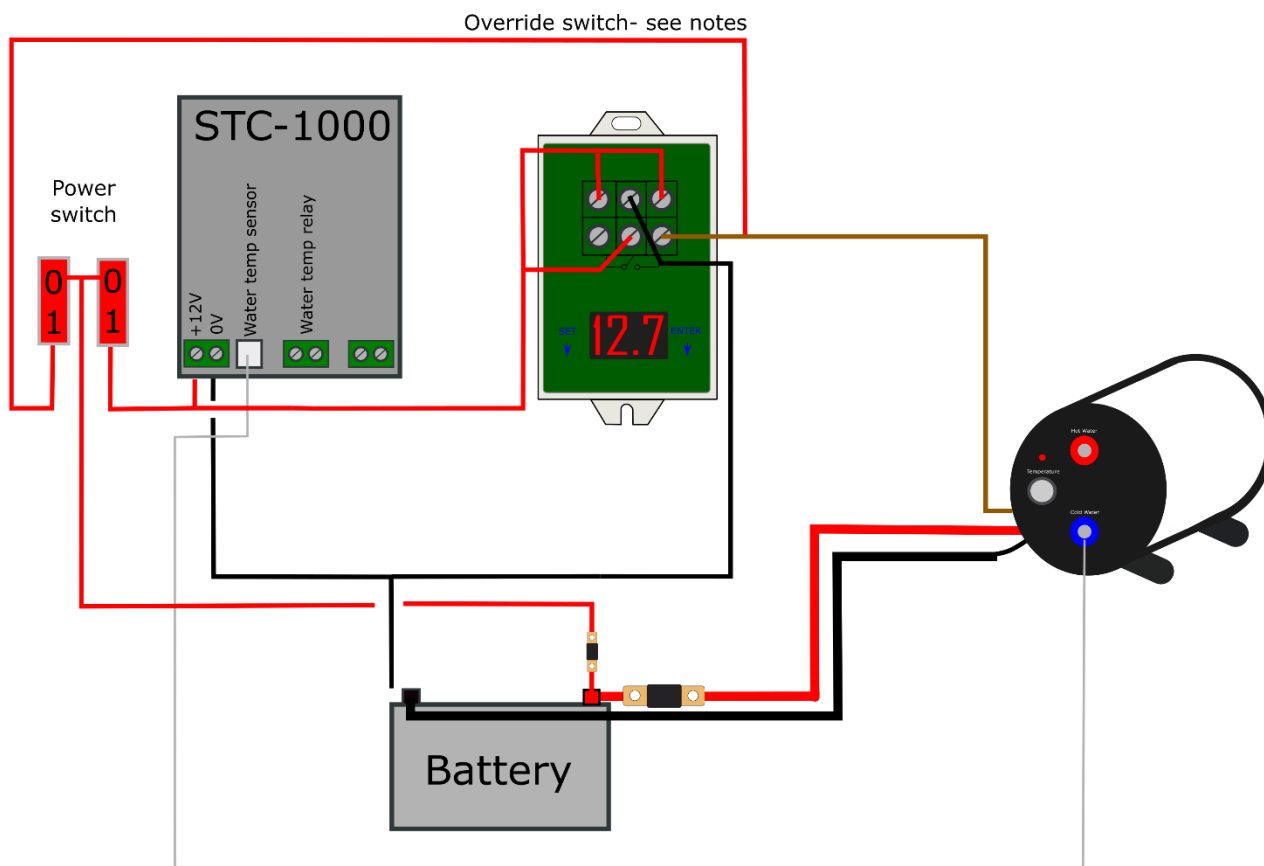 Override switch- see notes
STC-1000
Power
switch
0
1
0
1
+12V
0V
Water temp sensor
Water temp relay
SET
12.7
ENTER
Hot Water
Temperature
Cold Water
Battery